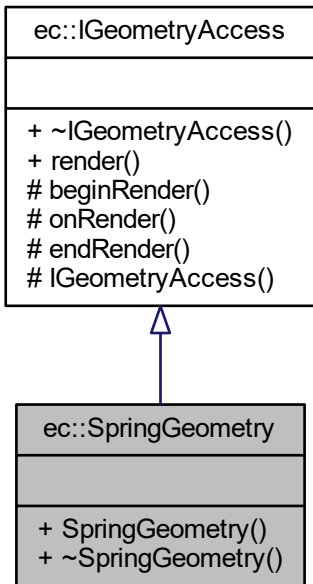 ec::IGeometryAccess
+ ~IGeometryAccess()
+ render()
# beginRender()
# onRender()
# endRender()
# IGeometryAccess()
ec::SpringGeometry
+ SpringGeometry()
+ ~SpringGeometry()